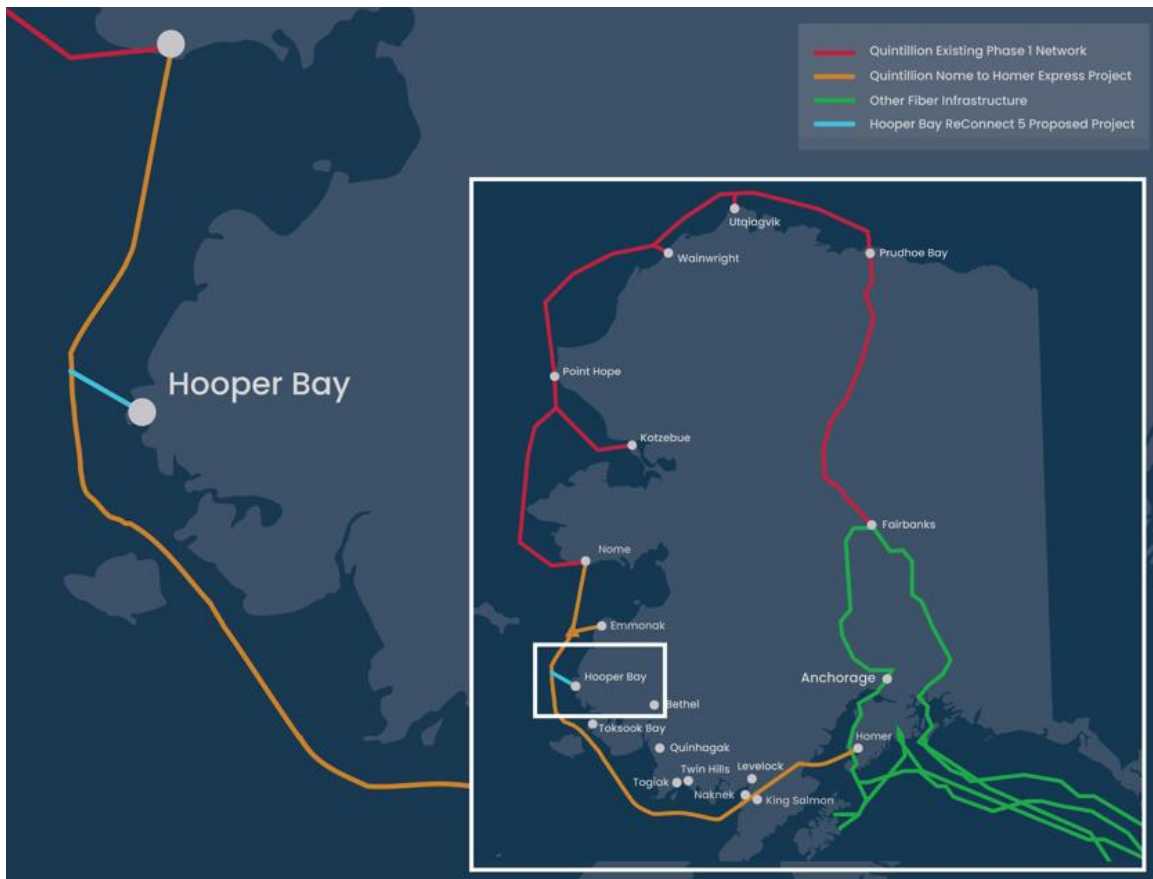 Quintillion Existing Phase 1 Network
Quintillion Nome to Homer Express Project
Other Fiber Infrastructure
Hooper Bay ReConnect 5 Proposed Project
Hooper Bay
Utqiagvik
Wainwright
Prudhoe Bay
Point Hope
Kotzebue
Fairbanks
Nome
Emmonak
Hooper Bay
Anchorage
Bethel
Toksook Bay
Quinhagak
Homer
Twin Hills
Levelock
Togiak
Naknek
King Salmon